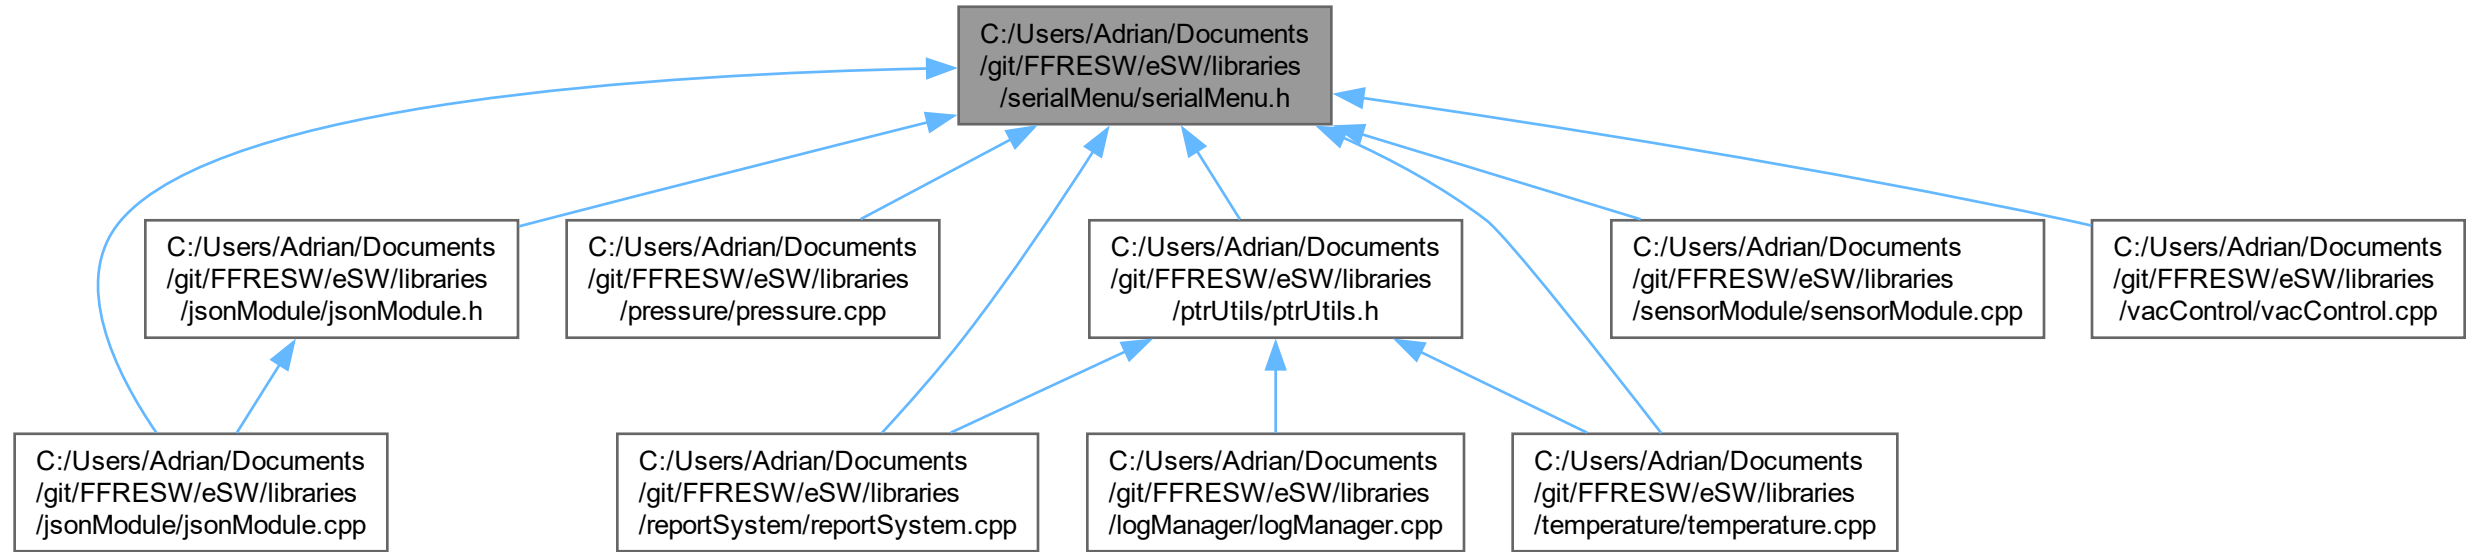 C:/Users/Adrian/Documents
/git/FFRESW/eSW/libraries
/serialMenu/serialMenu.h
C:/Users/Adrian/Documents
/git/FFRESW/eSW/libraries
/jsonModule/jsonModule.h
C:/Users/Adrian/Documents
/git/FFRESW/eSW/libraries
/pressure/pressure.cpp
C:/Users/Adrian/Documents
/git/FFRESW/eSW/libraries
/ptrUtils/ptrUtils.h
C:/Users/Adrian/Documents
/git/FFRESW/eSW/libraries
/sensorModule/sensorModule.cpp
C:/Users/Adrian/Documents
/git/FFRESW/eSW/libraries
/vacControl/vacControl.cpp
C:/Users/Adrian/Documents
/git/FFRESW/eSW/libraries
/jsonModule/jsonModule.cpp
C:/Users/Adrian/Documents
/git/FFRESW/eSW/libraries
/reportSystem/reportSystem.cpp
C:/Users/Adrian/Documents
/git/FFRESW/eSW/libraries
/logManager/logManager.cpp
C:/Users/Adrian/Documents
/git/FFRESW/eSW/libraries
/temperature/temperature.cpp